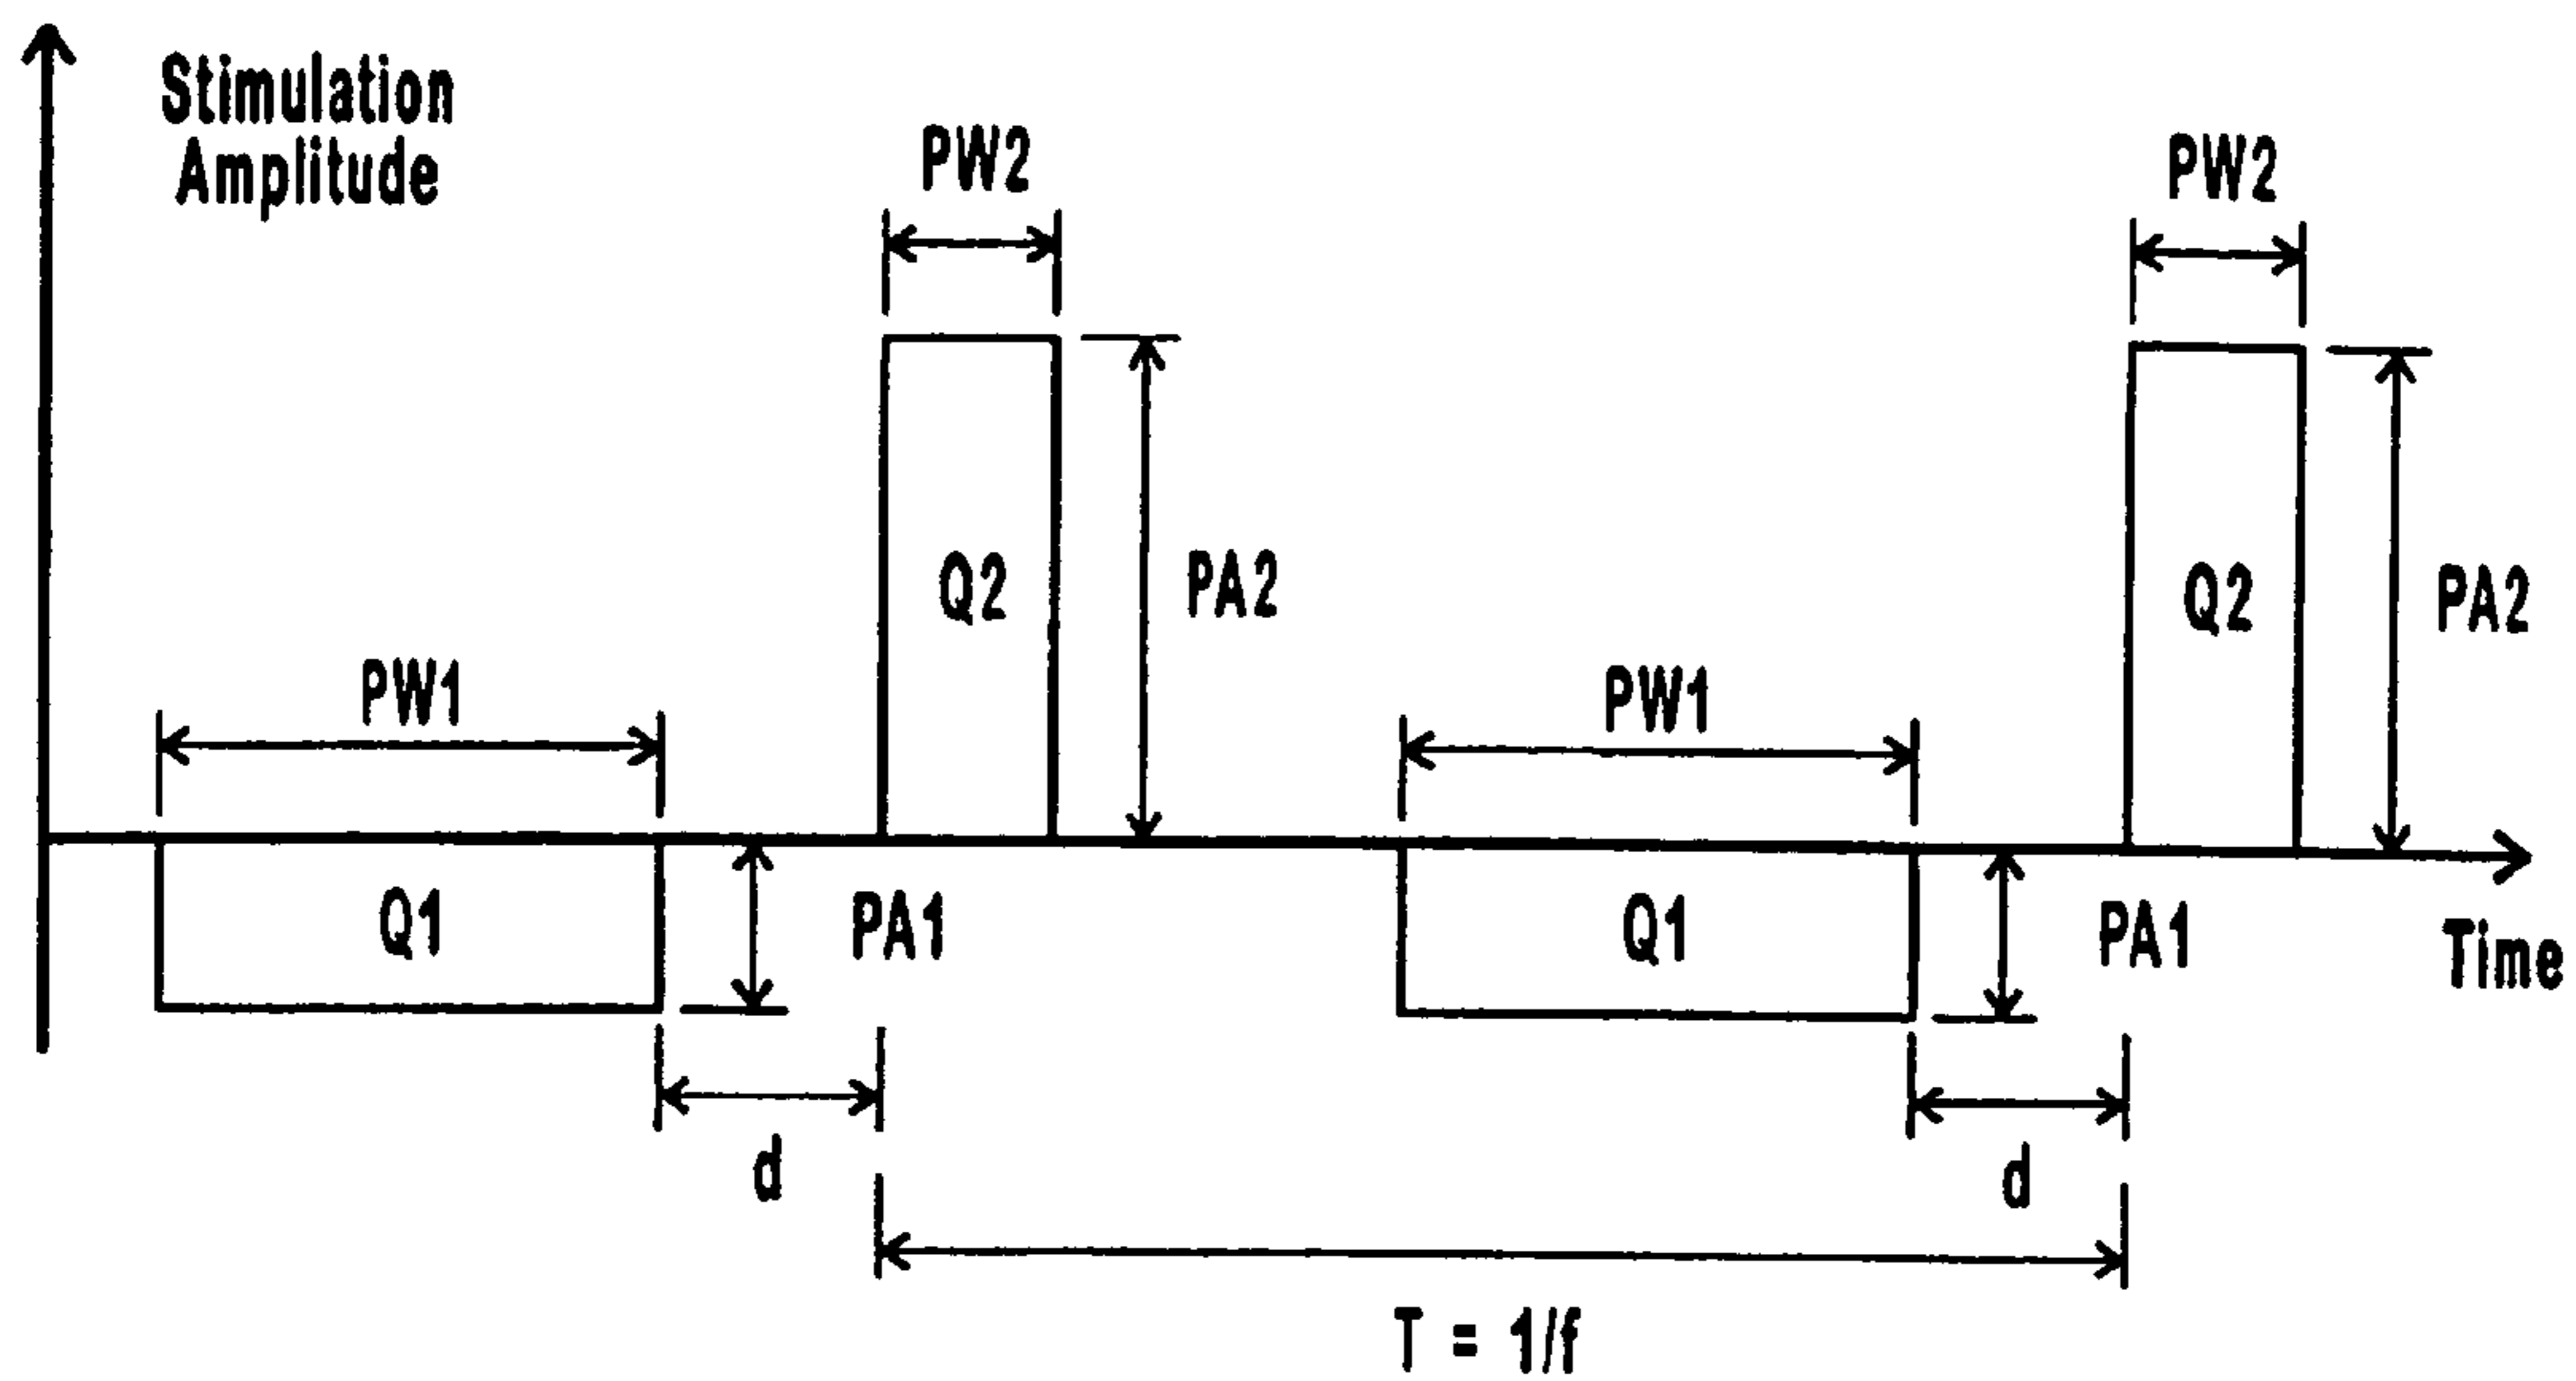 Stimulation
Amplitude
PW2
PW2
Q2
PA2
Q2
PA2
PW1
PW1
Q1
PA1
Q1
PA1
Time
d
d
T = 1/f